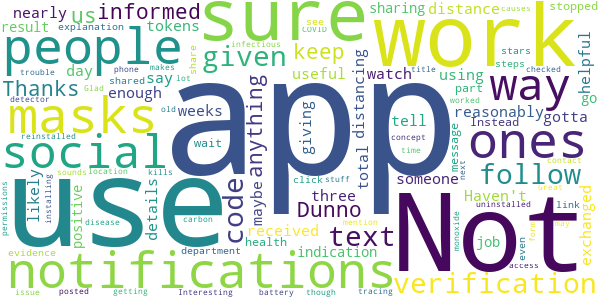 nearly us informed
sure
Not
work
sharing distance causes stopped
result explanation tokens
see infectious COVID
people
given
keep
share
stars
helpful
trouble phone makes
day shared say
useful watch using steps checked go
way
Thanks enough lot title part
detector Glad
app
masks old weeks
anything
reasonably
worked
tell concept message Instead gotta
reinstalled wait giving
total distancing
time
ones
social
code maybe
sounds location
click stuff
next
contact
someone
Haven't
follow
likely
permissions
installing
use
kills
three
Dunno
uninstalled link
exchanged
positive disease details carbon
received mention
text
monoxide
job
great
may
form
evidence health indication
even access
notifications department
verification
issue posted getting Interesting battery though tracing